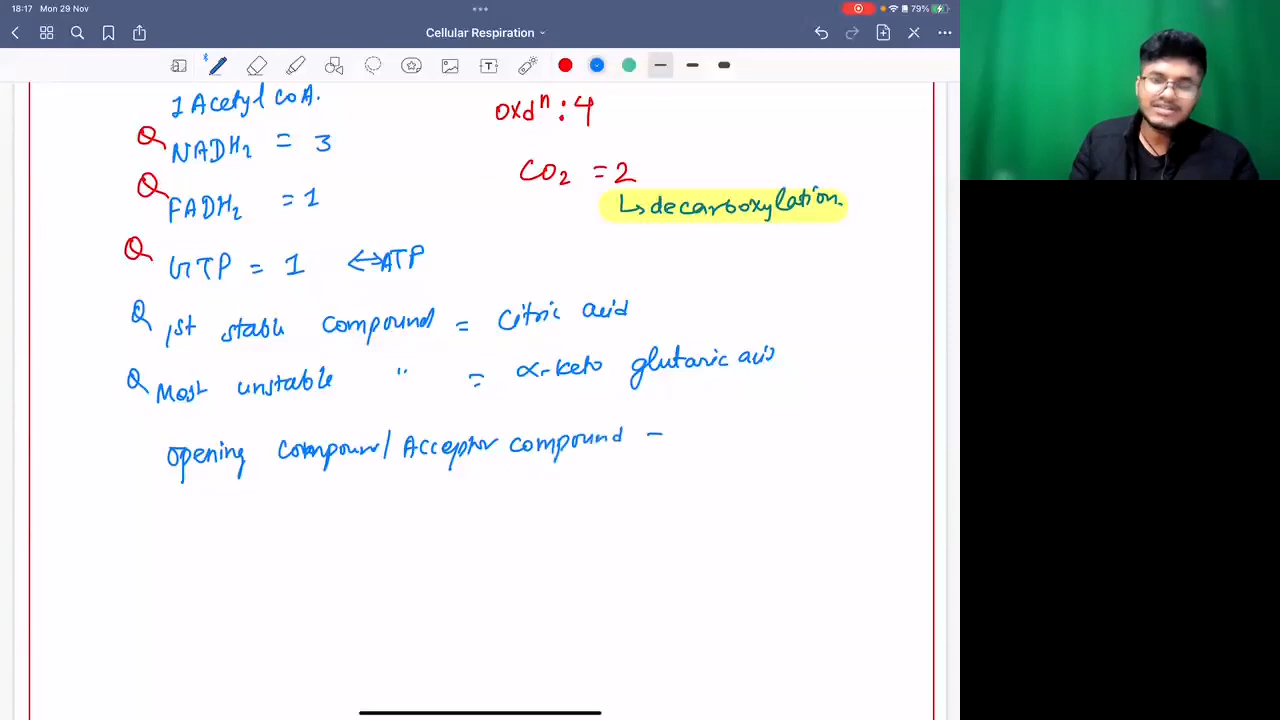 18:17 Mon 29 Nov
79%
Cellular Respiration
1 Acetyl CoA.
Q NADH₂ = 3
Q FADH₂ = 1
Q GTP = 1 ↔ATP
oxdⁿ : 4
CO₂ = 2
↳decarboxylation.
Q 1st stable compound = Citric acid
Q Most unstable " = α-keto glutaric acid
opening compound/Acceptor compound -